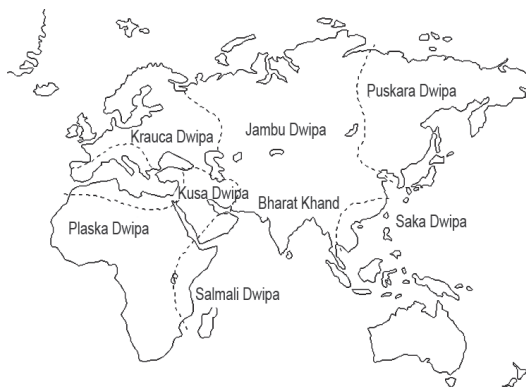 Puskara Dwipa
Krauca Dwipa
Jambu Dwipa
Kusa Dwipa
Bharat Khand
Plaska Dwipa
Saka Dwipa
Salmali Dwipa